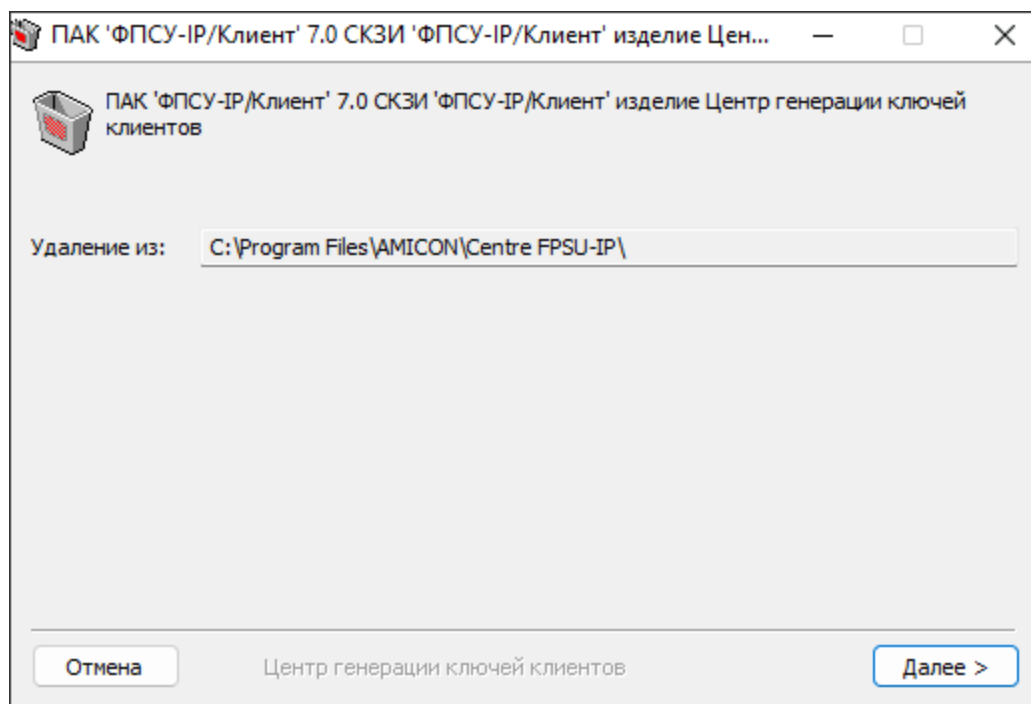 ПАК 'ФПСУ-IP/Клиент' 7.0 СКЗИ 'ФПСУ-IP/Клиент' изделие Цен...
ПАК 'ФПСУ-IP/Клиент' 7.0 СКЗИ 'ФПСУ-IP/Клиент' изделие Центр генерации ключей
клиентов
Удаление из: C:\Program Files\AMICON\Centre FPSU-IP\
Отмена Центр генерации ключей клиентов Далее >